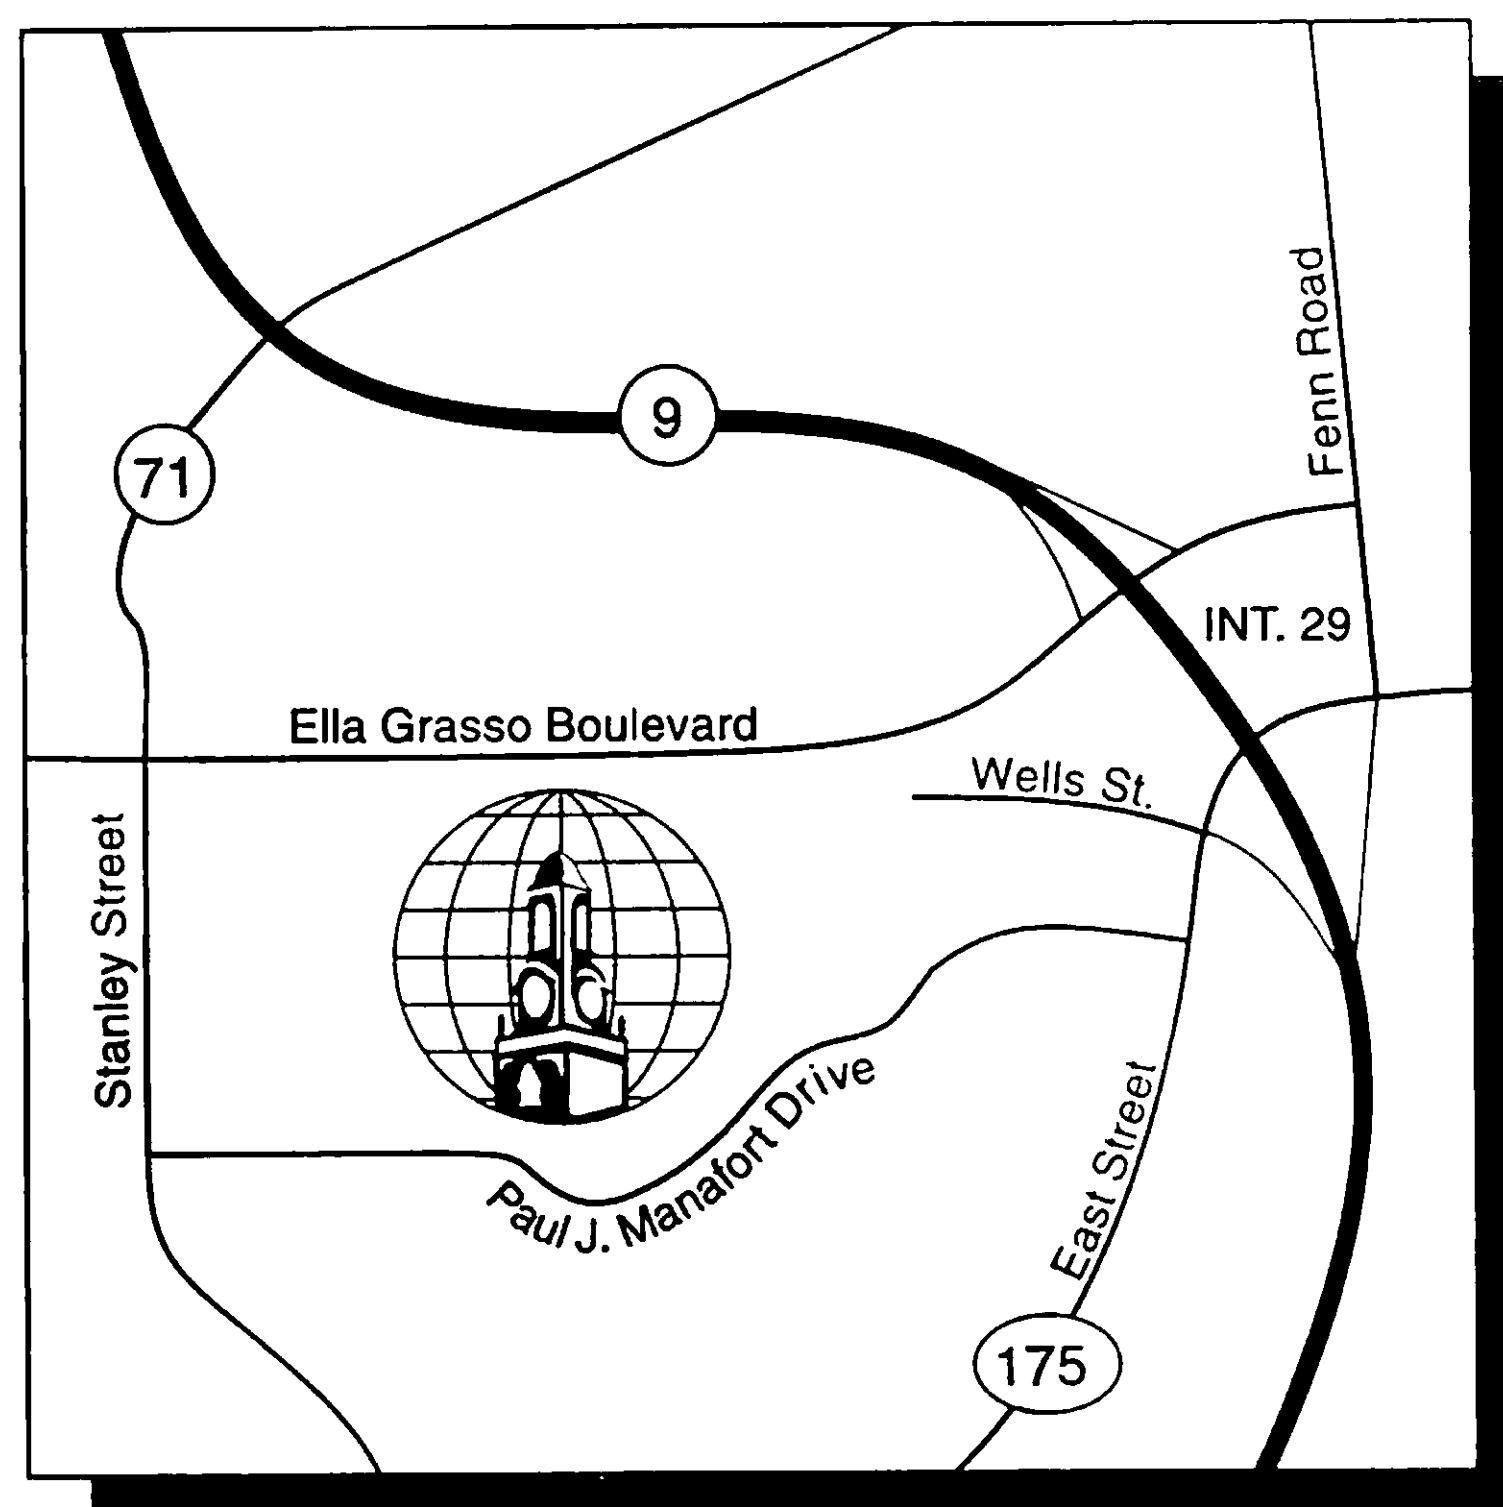 Fenn Road
9
71
INT. 29
Ella Grasso Boulevard
Wells St.
Stanley Street
Paul J. Manafort Drive
East Street
175